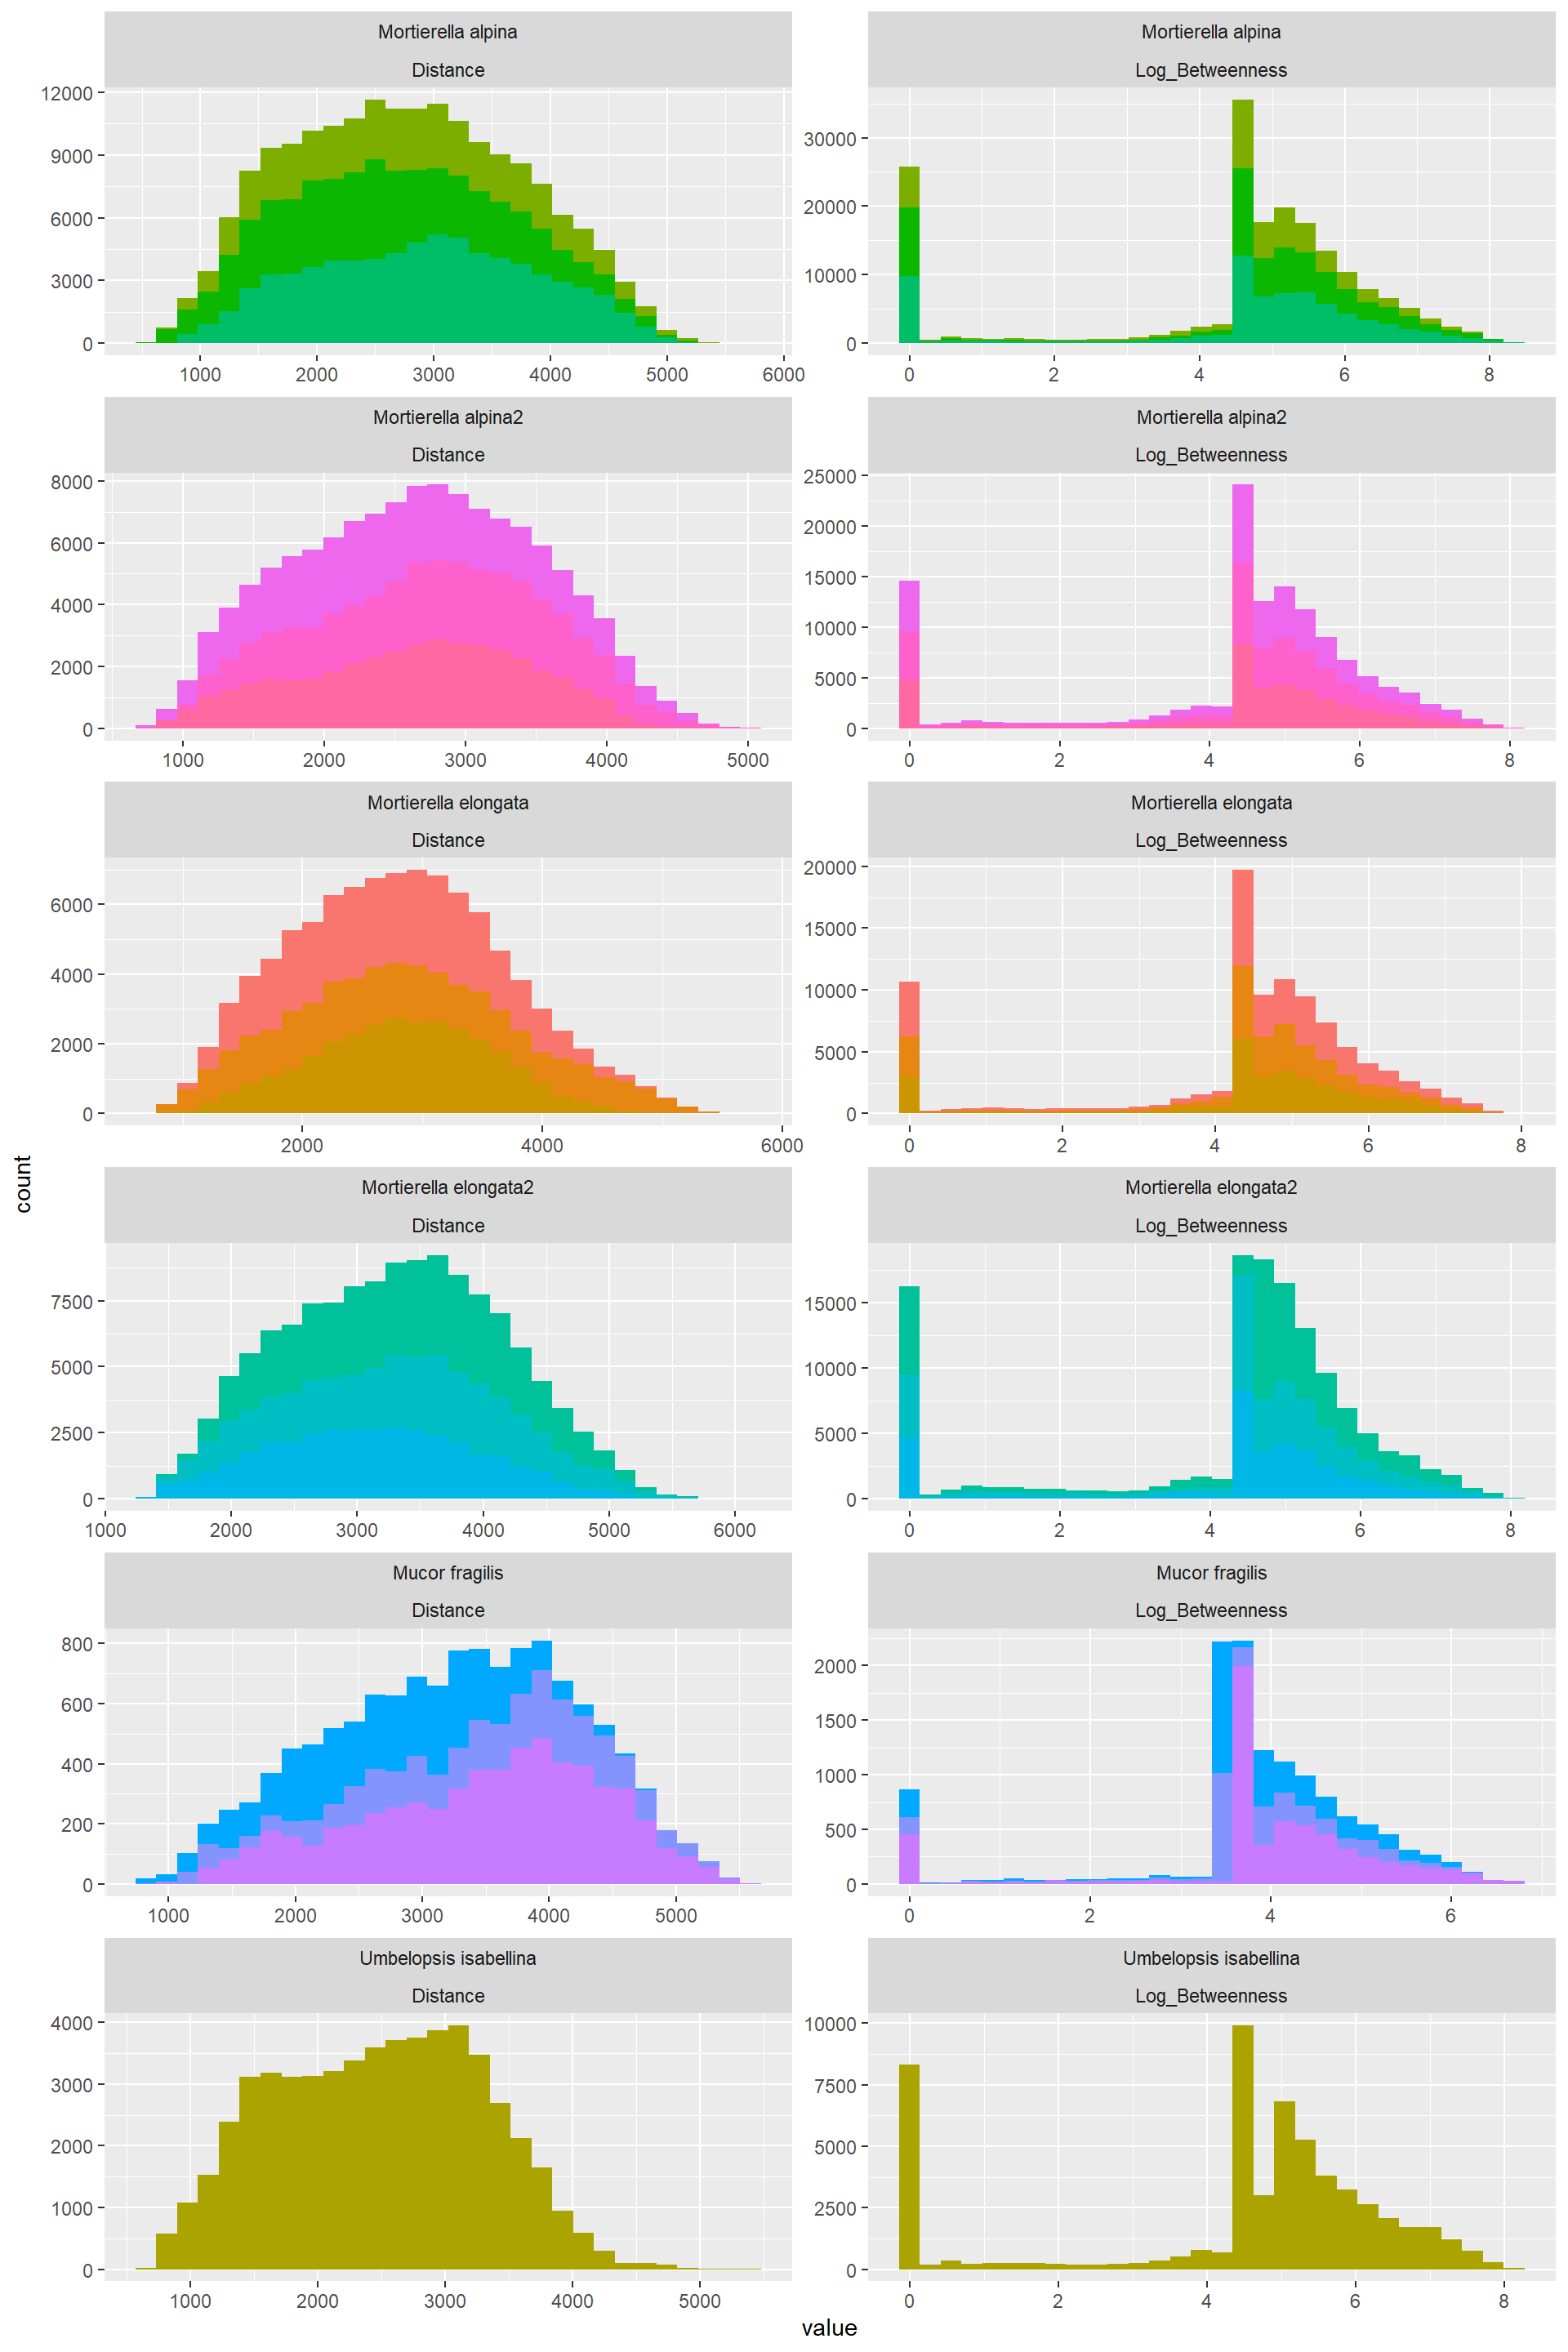 Mortierella alpina
Distance
12000
9000
6000
3000
0
1000 2000 3000 4000 5000 6000
Mortierella alpina
Log_Betweenness
30000
20000
10000
0
0 2 4 6 8
Mortierella alpina2
Distance
8000
6000
4000
2000
0
1000 2000 3000 4000 5000
Mortierella alpina2
Log_Betweenness
25000
20000
15000
10000
5000
0
0 2 4 6 8
Mortierella elongata
Distance
6000
4000
2000
0
2000 4000 6000
Mortierella elongata
Log_Betweenness
20000
15000
10000
5000
0
0 2 4 6 8
count
Mortierella elongata2
Distance
7500
5000
2500
0
1000 2000 3000 4000 5000 6000
Mortierella elongata2
Log_Betweenness
15000
10000
5000
0
0 2 4 6 8
Mucor fragilis
Distance
800
600
400
200
0
1000 2000 3000 4000 5000
Mucor fragilis
Log_Betweenness
2000
1500
1000
500
0
0 2 4 6
Umbelopsis isabellina
Distance
4000
3000
2000
1000
0
1000 2000 3000 4000 5000
Umbelopsis isabellina
Log_Betweenness
10000
7500
5000
2500
0
0 2 4 6 8
value